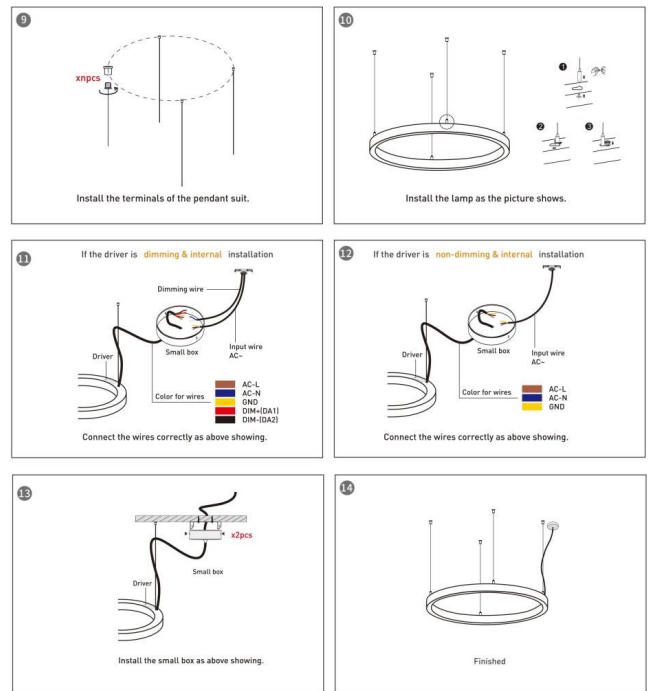 9
xnpcs
Install the terminals of the pendant suit.
10
1
2
3
Install the lamp as the picture shows.
11
If the driver is dimming & internal installation
Dimming wire
Driver
Small box
Input wire
AC~
Color for wires
AC-L
AC-N
GND
DIM+(DA1)
DIM-(DA2)
Connect the wires correctly as above showing.
12
If the driver is non-dimming & internal installation
Driver
Small box
Input wire
AC~
Color for wires
AC-L
AC-N
GND
Connect the wires correctly as above showing.
13
x2pcs
Small box
Driver
Install the small box as above showing.
14
Finished